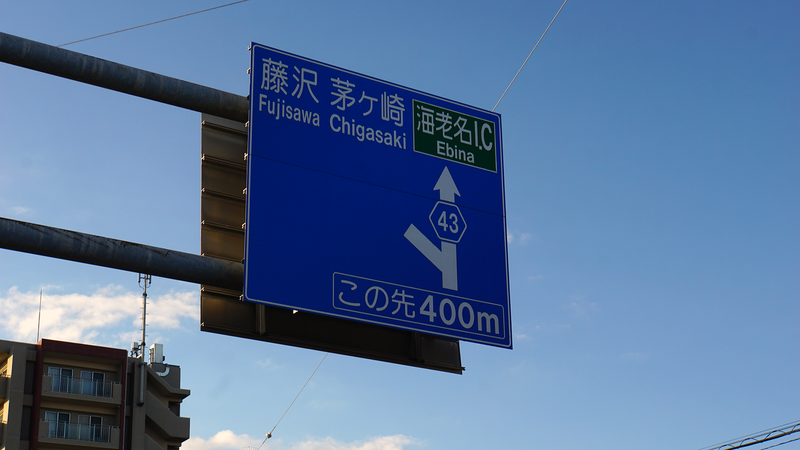 藤沢 茅ヶ崎
Fujisawa Chigasaki
海老名I.C
Ebina
43
この先400m